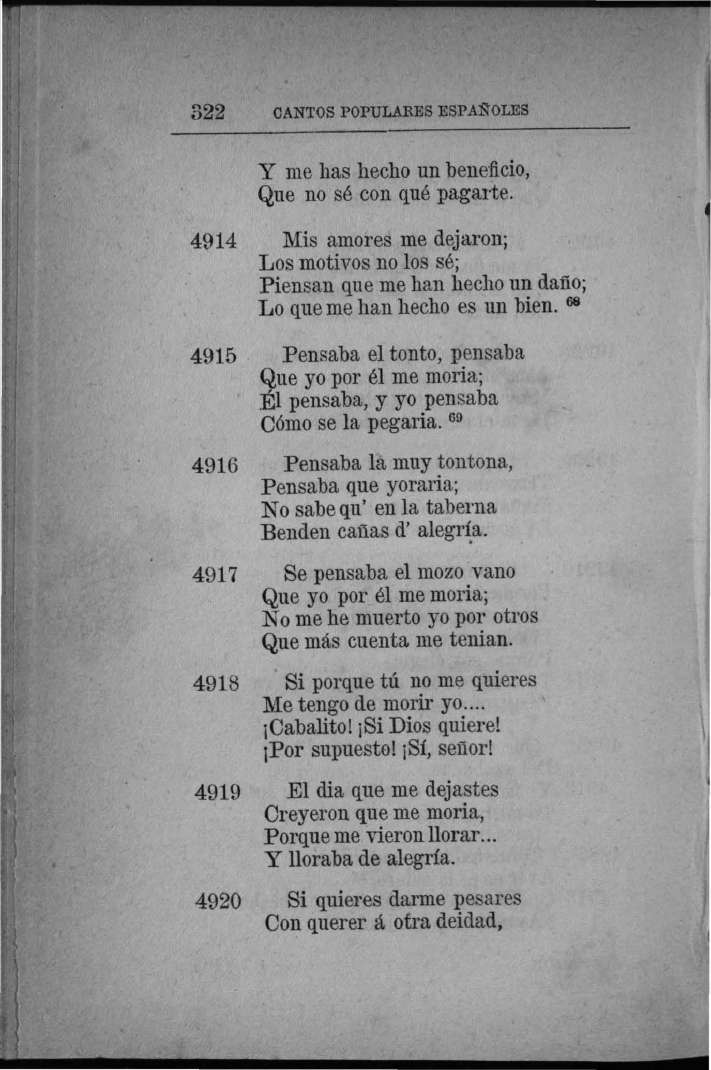 322 CANTOS POPULARES ESPAÑOLES
Y me has hecho un beneficio,
Que no sé con qué pagarte.
4914 Mis amores me dejaron;
Los motivos no los sé;
Piensan que me han hecho un daño;
Lo que me han hecho es un bien. 68
4915 Pensaba el tonto, pensaba
Que yo por él me moria;
Él pensaba, y yo pensaba
Cómo se la pegaria. 69
4916 Pensaba la muy tontona,
Pensaba que yoraria;
No sabe qu' en la taberna
Benden cañas d' alegría.
4917 Se pensaba el mozo vano
Que yo por él me moria;
No me he muerto yo por otros
Que más cuenta me tenian.
4918 Si porque tú no me quieres
Me tengo de morir yo....
¡Cabalito! ¡Si Dios quiere!
¡Por supuesto! ¡Sí, señor!
4919 El dia que me dejastes
Creyeron que me moria,
Porque me vieron llorar...
Y lloraba de alegría.
4920 Si quieres darme pesares
Con querer á otra deidad,